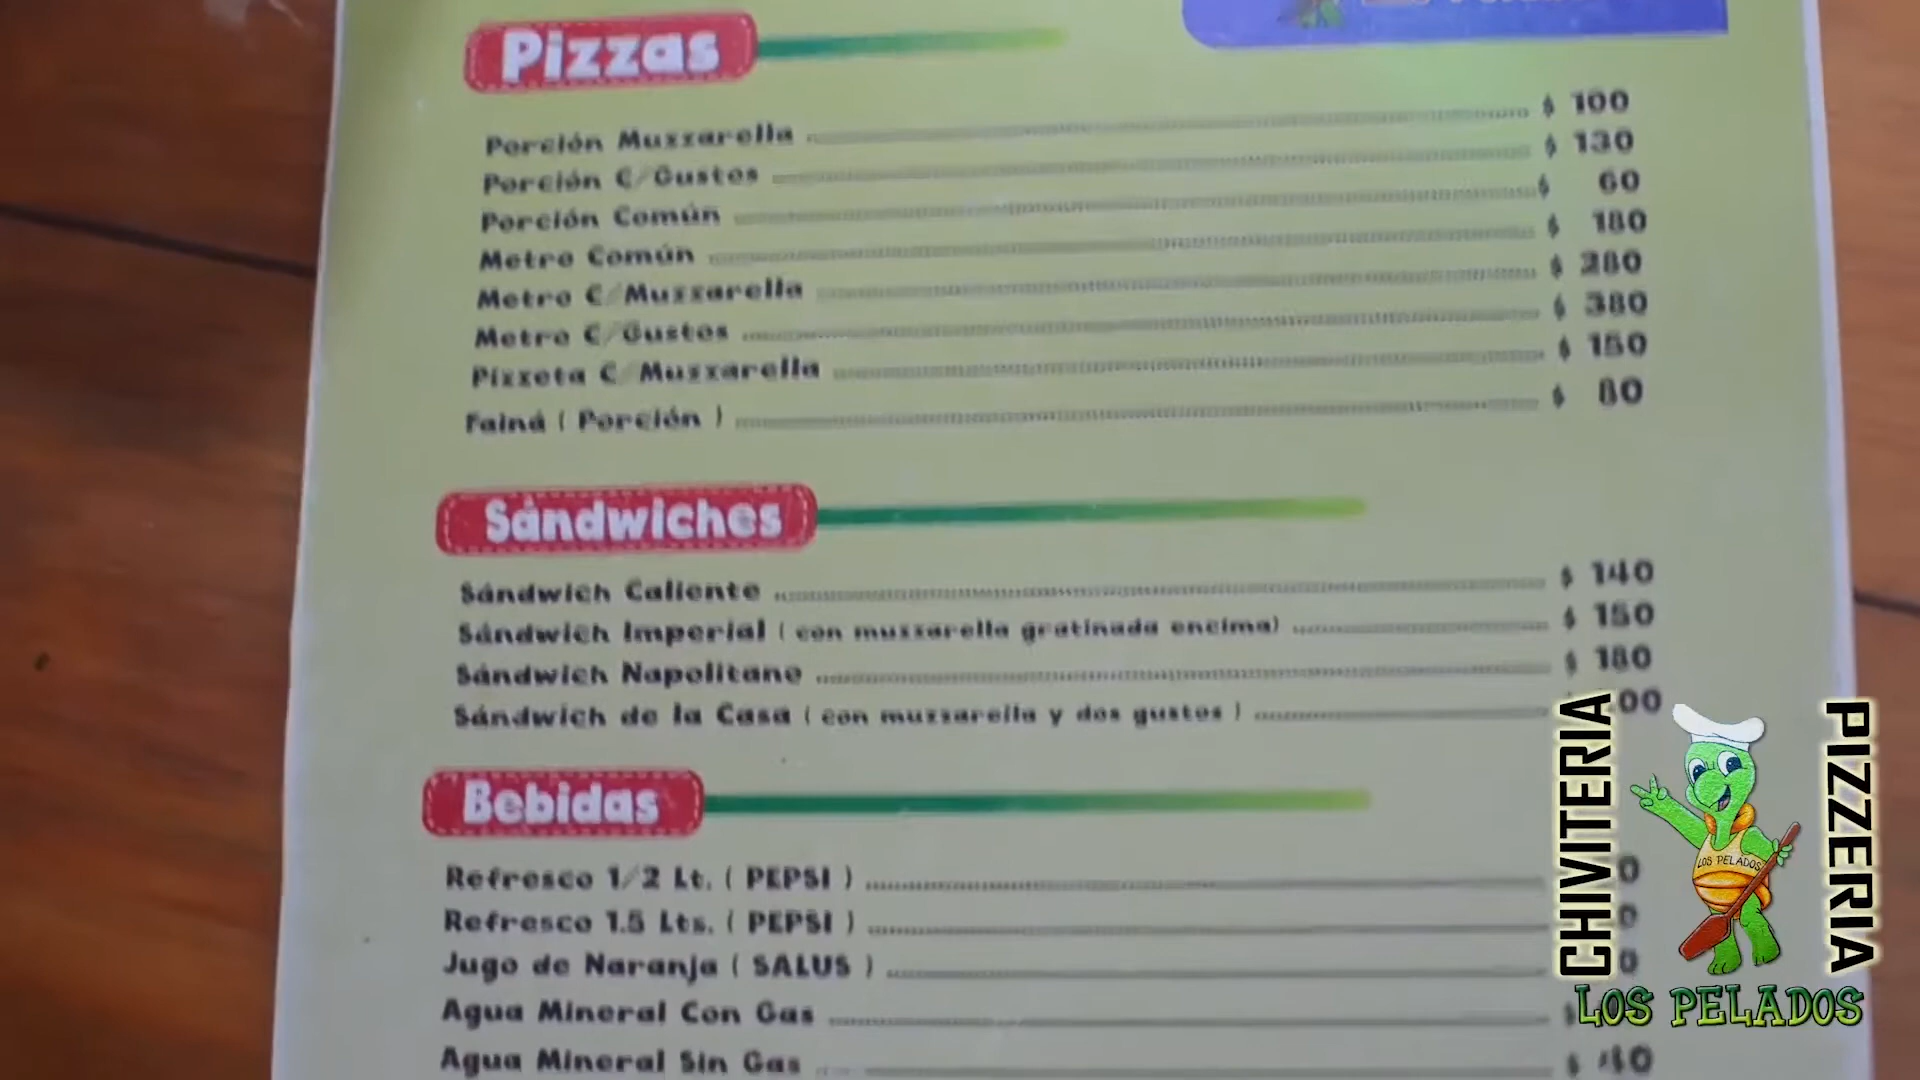 Pizzas
Porción Muzzarella $ 100
Porción C/Gustos $ 130
Porción Común $ 60
Metro Común $ 180
Metro C/Muzzarella $ 280
Metro C/Gustos $ 380
Pizzeta C/Muzzarella $ 150
Fainá ( Porción ) $ 80
Sándwiches
Sándwich Caliente $ 140
Sándwich Imperial ( con muzzarella gratinada encima) $ 150
Sándwich Napolitano $ 180
Sándwich de la Casa ( con muzzarella y dos gustos )
Bebidas
Refresco 1/2 Lt. ( PEPSI )
Refresco 1.5 Lts. ( PEPSI )
Jugo de Naranja ( SALUS )
Agua Mineral Con Gas
Agua Mineral Sin Gas $ 40
CHIVITERIA
PIZZERIA
LOS PELADOS
LOS PELADOS